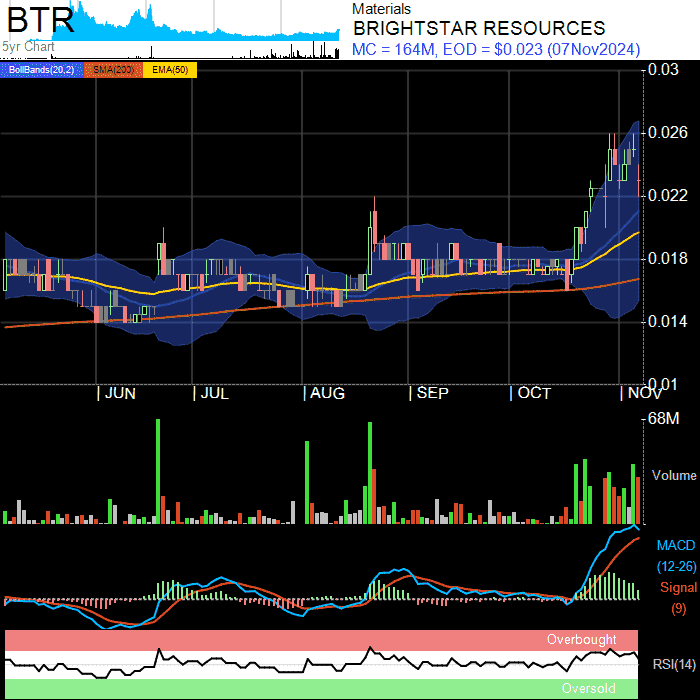 BTR
5yr Chart
Materials
BRIGHTSTAR RESOURCES
MC = 164M, EOD = $0.023 (07Nov2024)
BollBands(20,2) SMA(200) EMA(50)
0.03
0.026
0.022
0.018
0.014
0.01
JUN JUL AUG SEP OCT NOV
68M
Volume
MACD
(12-26)
Signal
(9)
Overbought
RSI(14)
Oversold